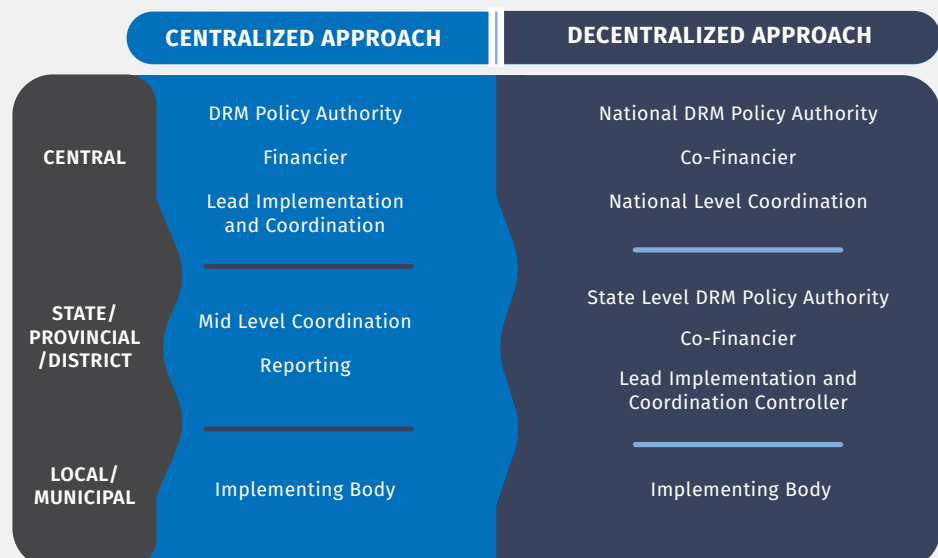 CENTRALIZED APPROACH
DECENTRALIZED APPROACH
CENTRAL
DRM Policy Authority
Financier
Lead Implementation
and Coordination
National DRM Policy Authority
Co-Financier
National Level Coordination
STATE/
PROVINCIAL
/DISTRICT
Mid Level Coordination
Reporting
State Level DRM Policy Authority
Co-Financier
Lead Implementation and
Coordination Controller
LOCAL/
MUNICIPAL
Implementing Body
Implementing Body